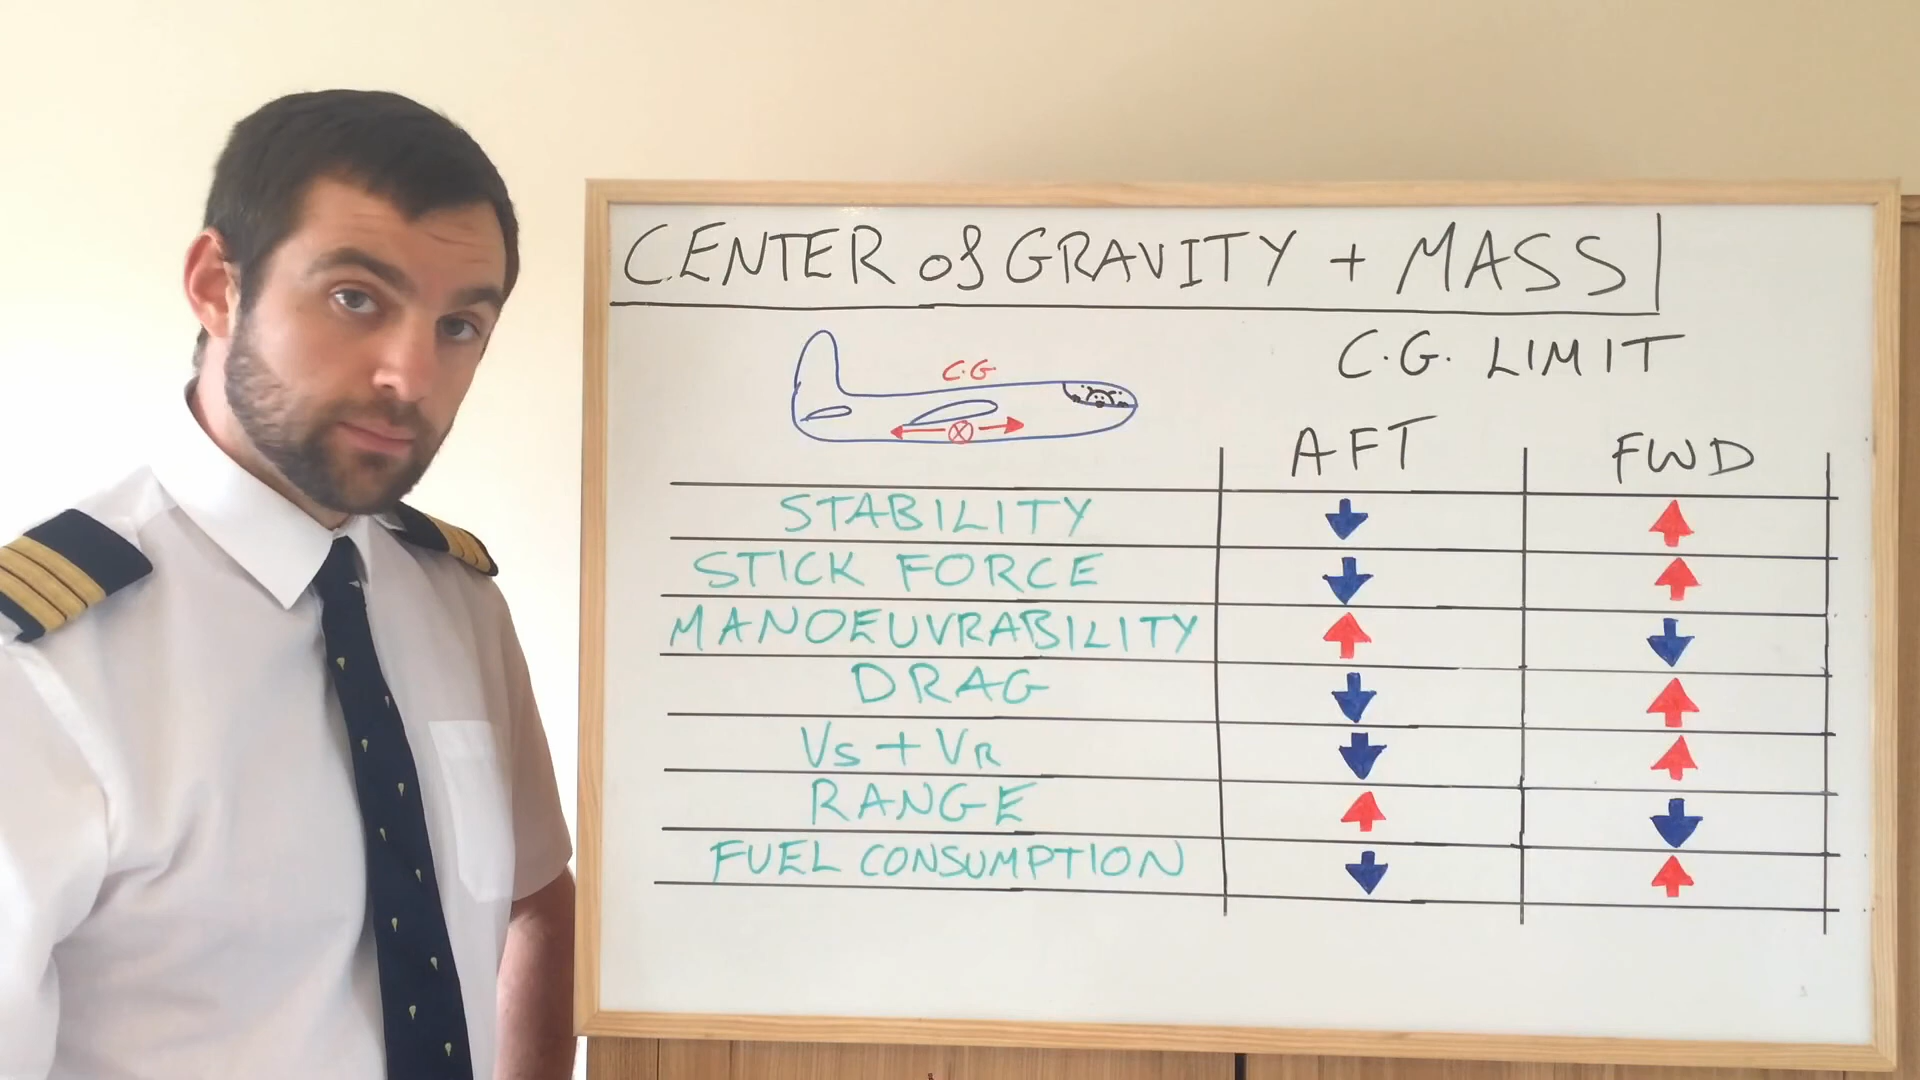 CENTER of GRAVITY + MASS
C.G. LIMIT
C.G.
AFT FWD
STABILITY
STICK FORCE
MANOEUVRABILITY
DRAG
Vs + VR
RANGE
FUEL CONSUMPTION